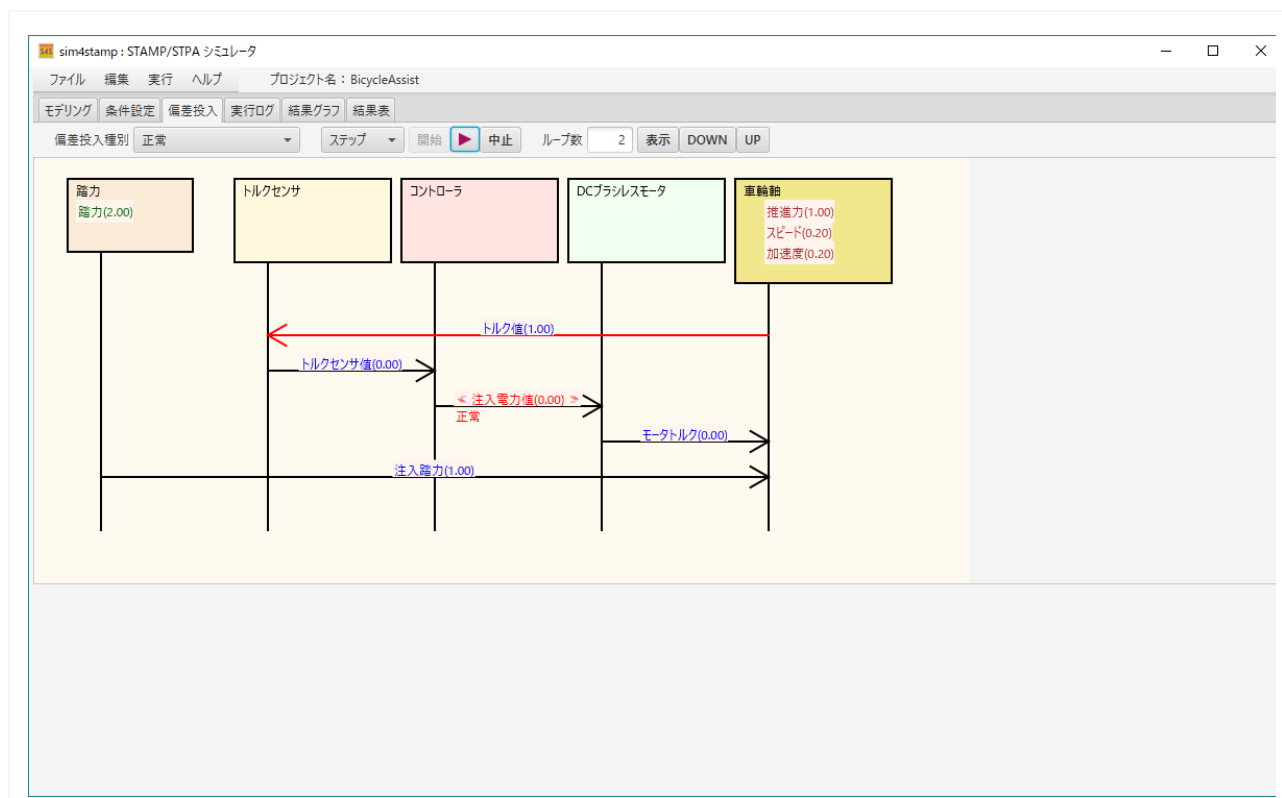 sim4stamp : STAMP/STPA シミュレータ
ファイル 編集 実行 ヘルプ プロジェクト名: BicycleAssist
モデリング 条件設定 偏差投入 実行ログ 結果グラフ 結果表
偏差投入種別 正常 ステップ 開始 中止 ループ数 2 表示 DOWN UP
踏力
踏力(2.00)
トルクセンサ
コントローラ
DCブラシレスモータ
車輪軸
推進力(1.00)
スピード(0.20)
加速度(0.20)
トルク値(1.00)
トルクセンサ値(0.00)
≪ 注入電力値(0.00) ≫
正常
モータトルク(0.00)
注入踏力(1.00)